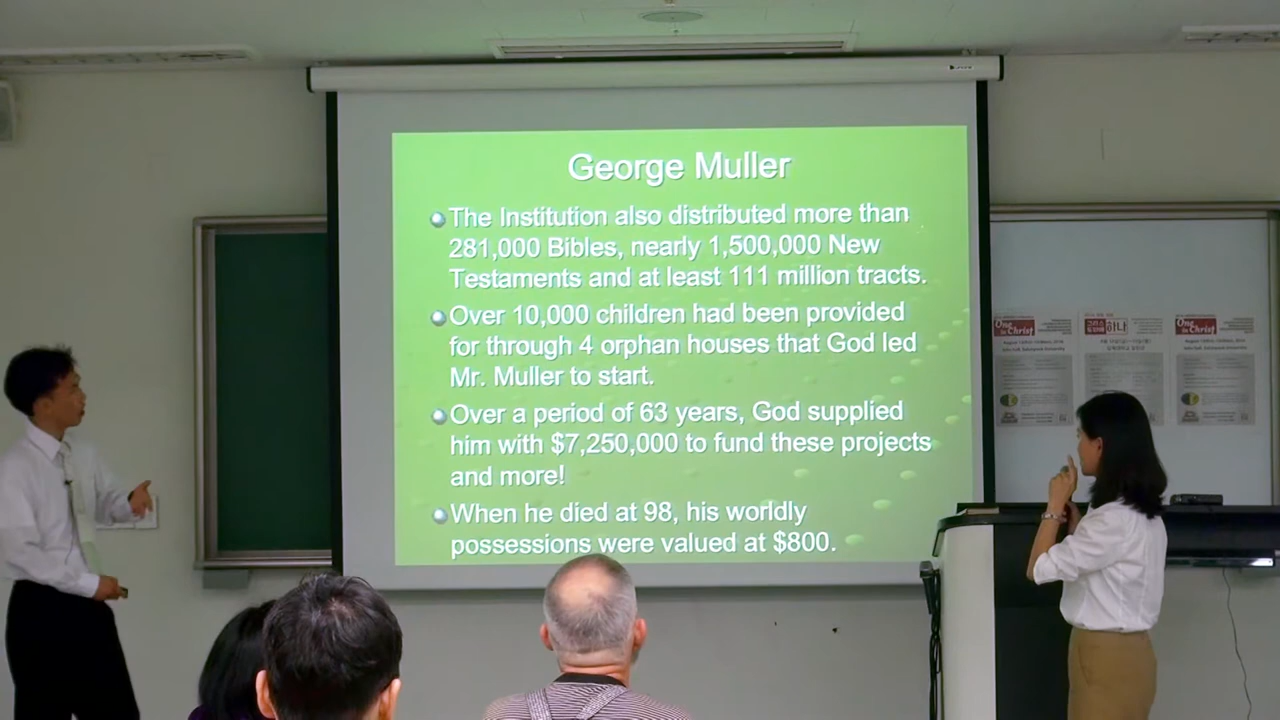 George Muller
The Institution also distributed more than
281,000 Bibles, nearly 1,500,000 New
Testaments and at least 111 million tracts.
Over 10,000 children had been provided
for through 4 orphan houses that God led
Mr. Muller to start.
Over a period of 63 years, God supplied
him with $7,250,000 to fund these projects
and more!
When he died at 98, his worldly
possessions were valued at $800.
One
in Christ
하나
One
in Christ